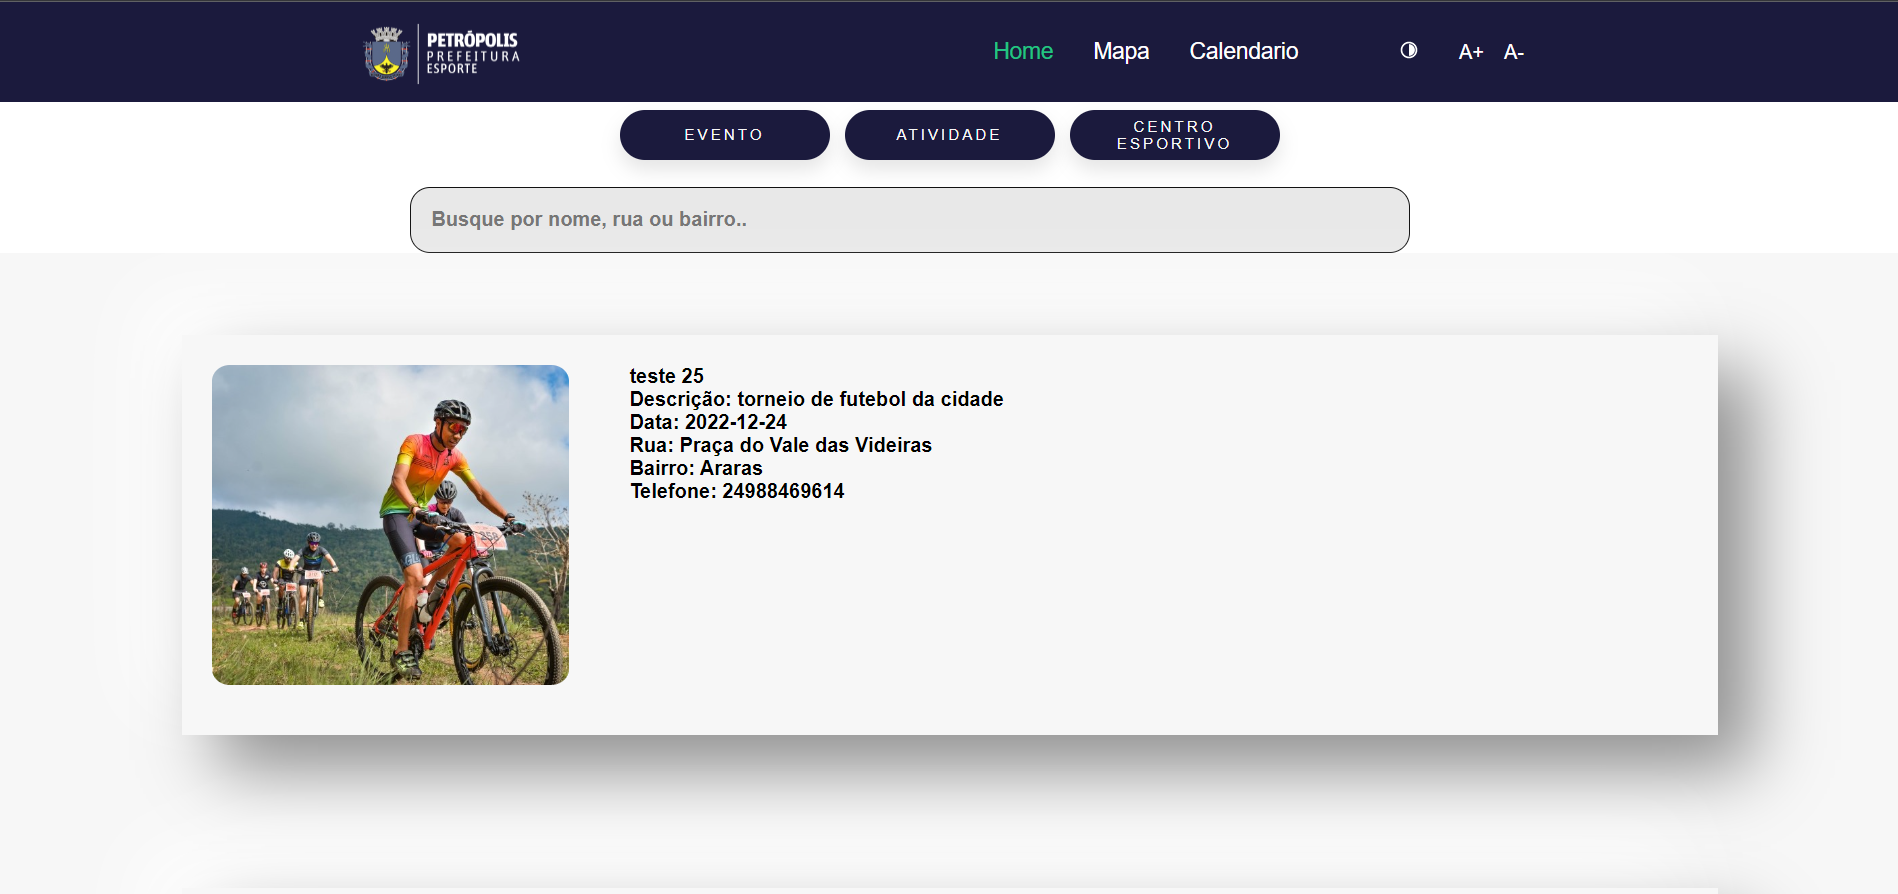 PETRÓPOLIS
PREFEITURA
ESPORTE
Home Mapa Calendario A+ A-
EVENTO ATIVIDADE CENTRO
ESPORTIVO
Busque por nome, rua ou bairro..
teste 25
Descrição: torneio de futebol da cidade
Data: 2022-12-24
Rua: Praça do Vale das Videiras
Bairro: Araras
Telefone: 24988469614